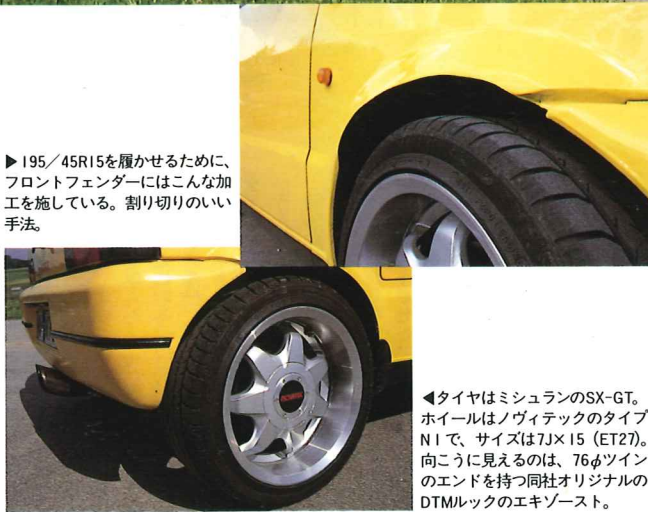 ▶195／45R15を履かせるために、
フロントフェンダーにはこんな加
工を施している。割り切りのいい
手法。
◀タイヤはミシュランのSX-GT。
ホイールはノヴィテックのタイプ
N1で、サイズは7J×15（ET27）。
向こうに見えるのは、76φツイン
のエンドを持つ同社オリジナルの
DTMルックのエキゾースト。